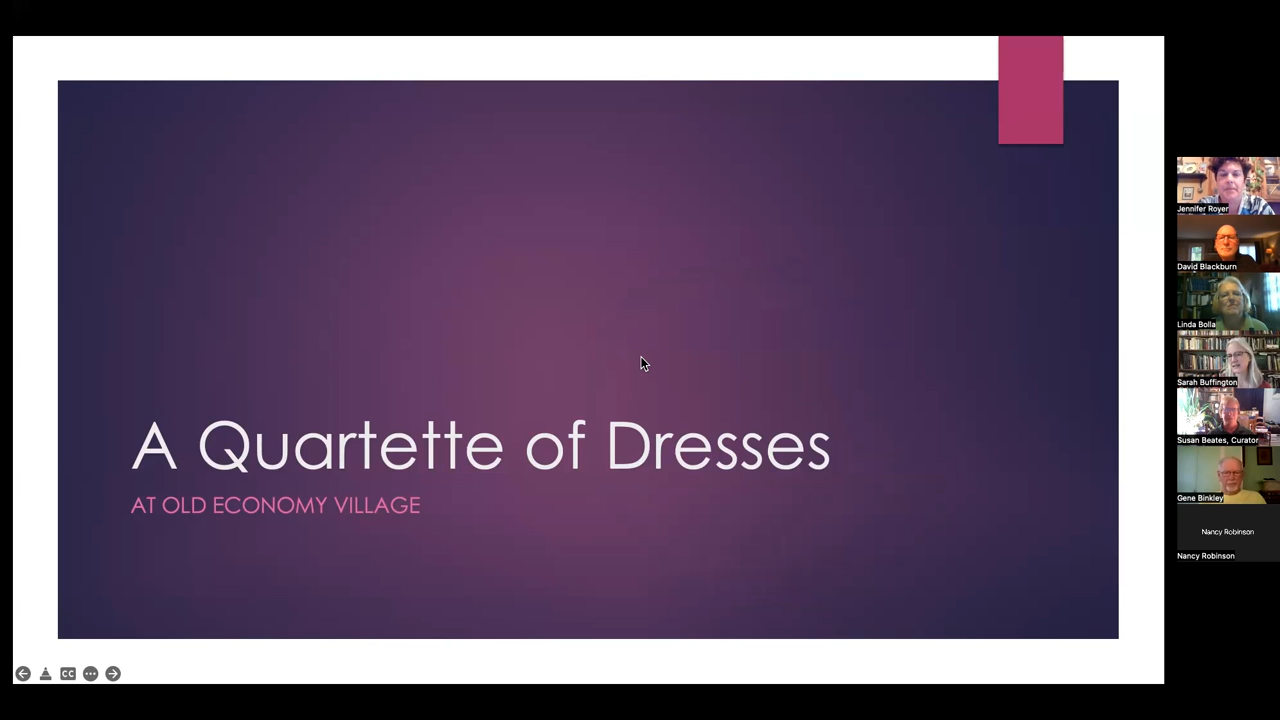 A Quartette of Dresses
AT OLD ECONOMY VILLAGE
CC
Jennifer Royer
David Blackburn
Linda Bolla
Sarah Buffington
Susan Beates, Curator
Gene Binkley
Nancy Robinson
Nancy Robinson